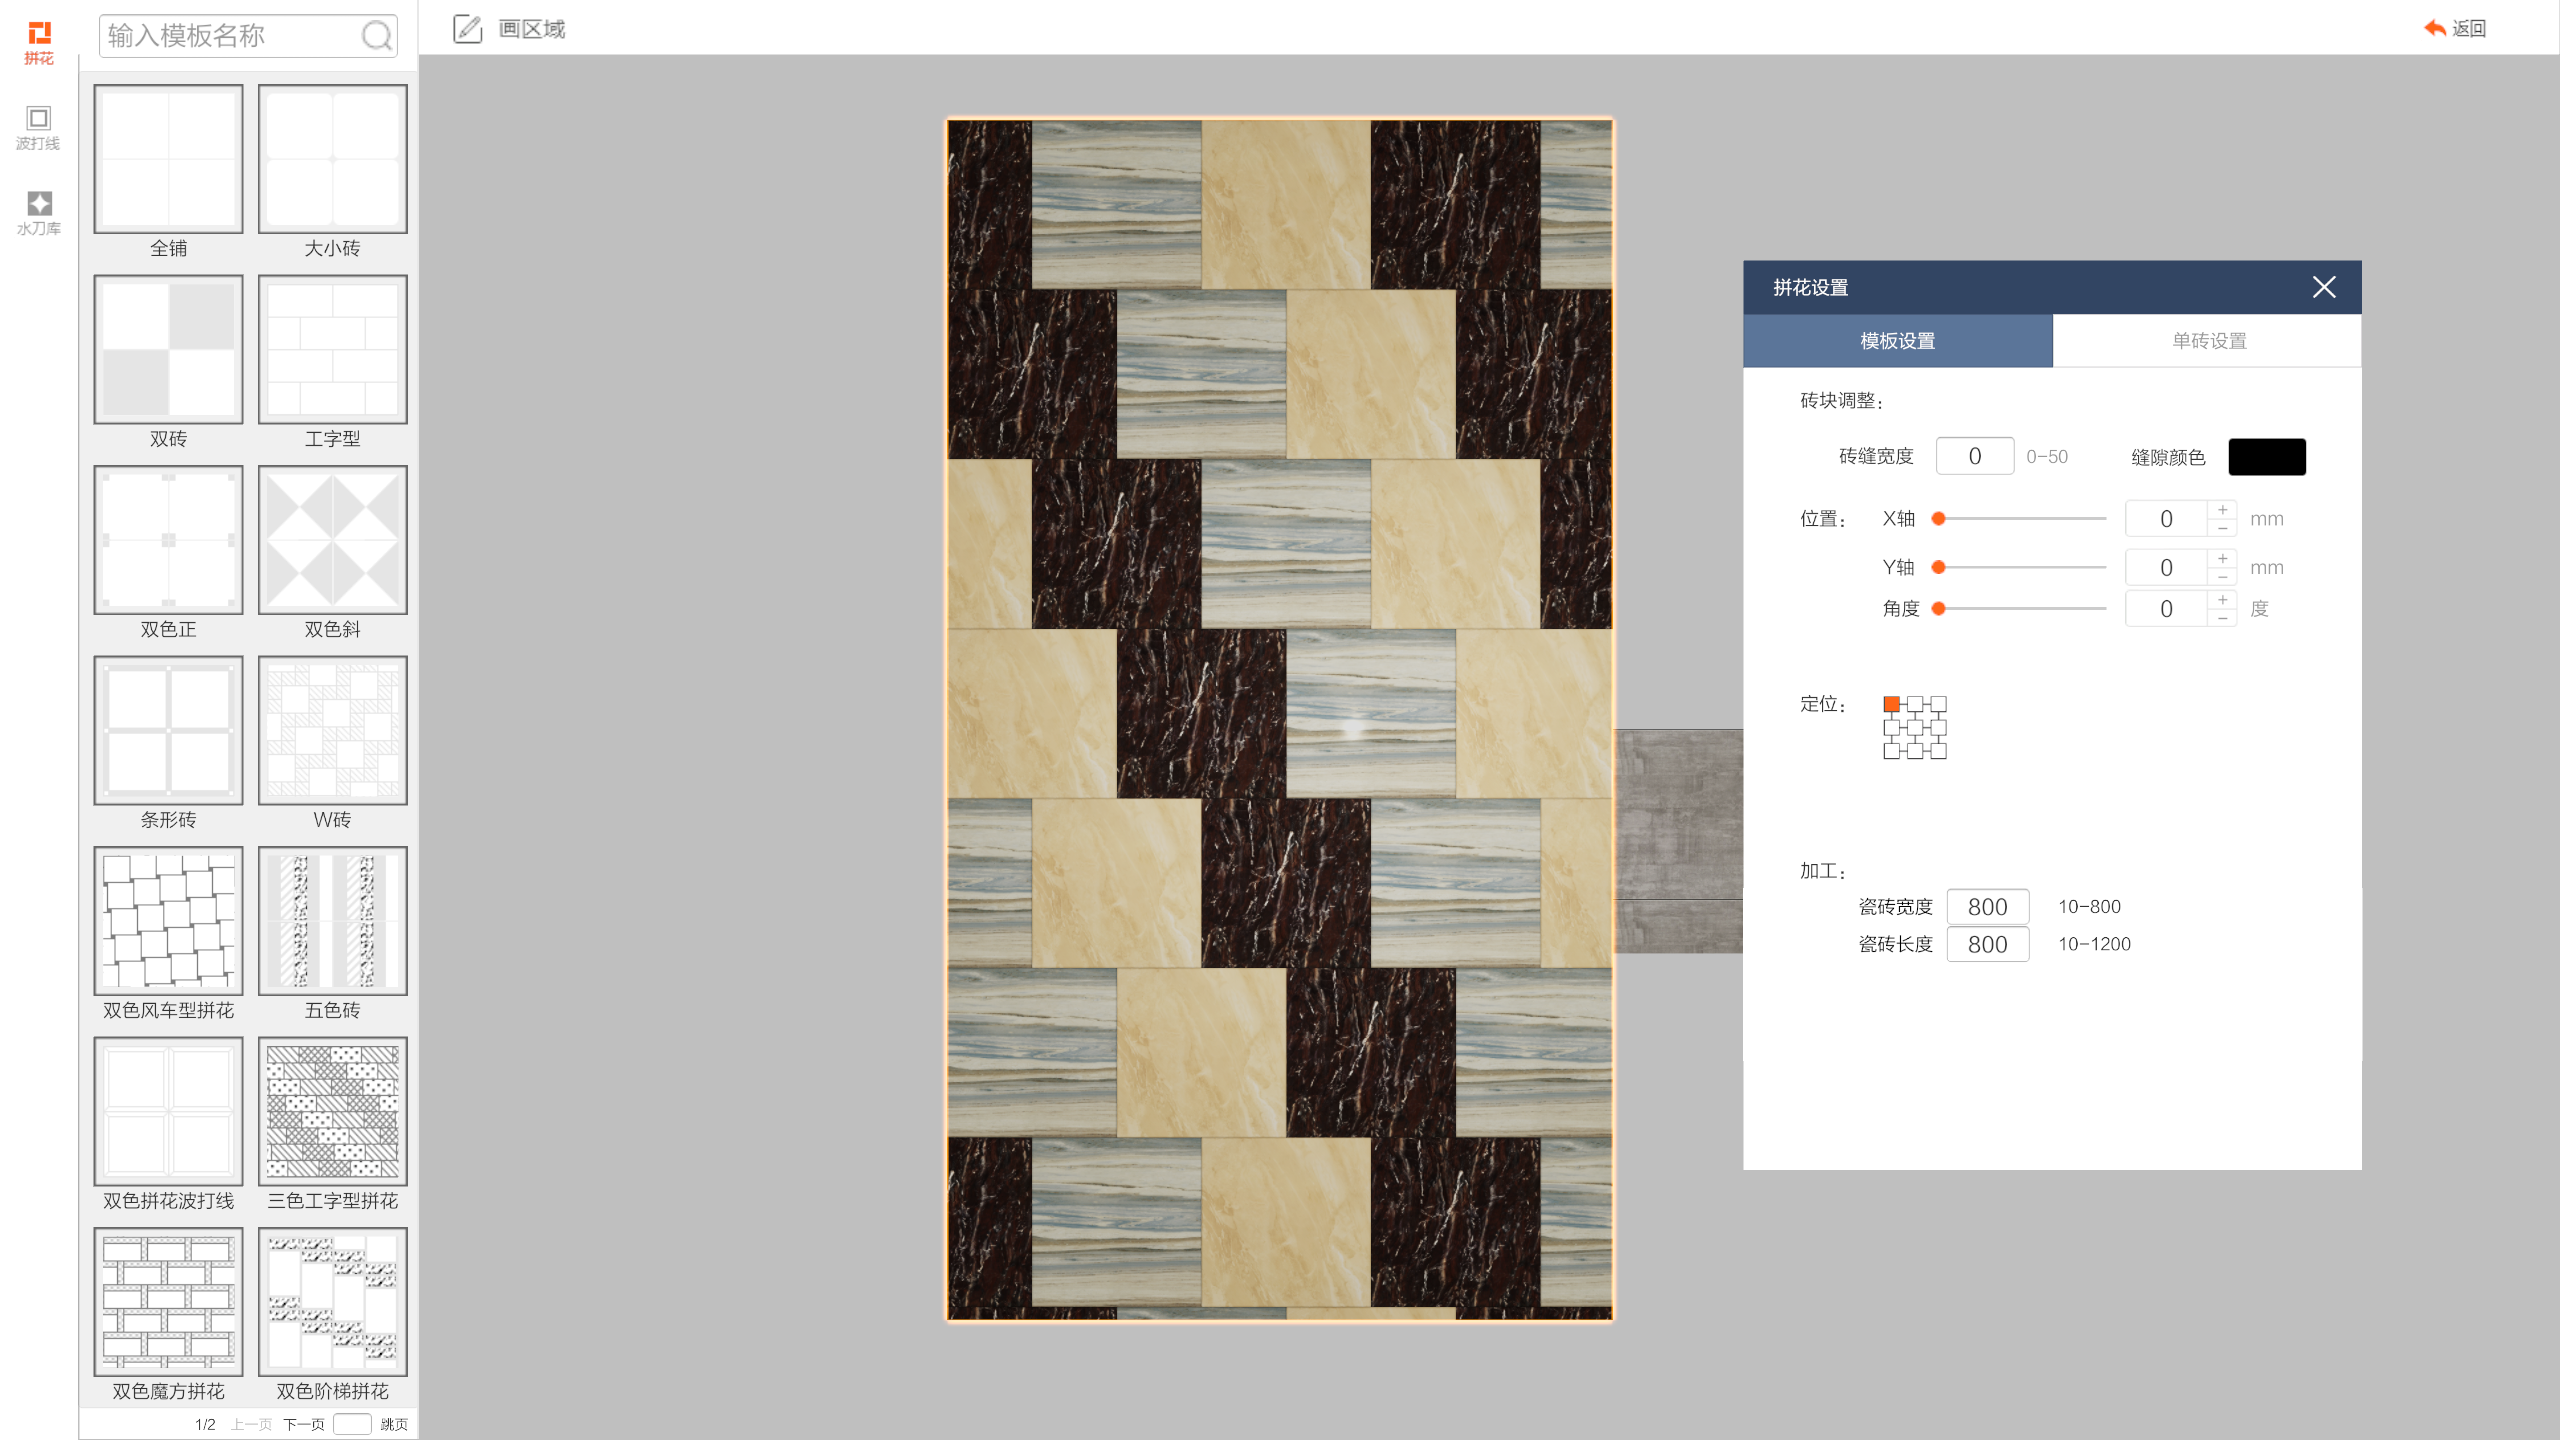 拼花
波打线
水刀库
输入模板名称
画区域
返回
全铺
大小砖
双砖
工字型
双色正
双色斜
条形砖
W砖
双色风车型拼花
五色砖
双色拼花波打线
三色工字型拼花
双色魔方拼花
双色阶梯拼花
1/2 上一页 下一页 跳页
拼花设置
模板设置 单砖设置
砖块调整：
砖缝宽度 0 0-50 缝隙颜色
位置： X轴 0 + - mm
Y轴 0 + - mm
角度 0 + - 度
定位：
加工：
瓷砖宽度 800 10-800
瓷砖长度 800 10-1200